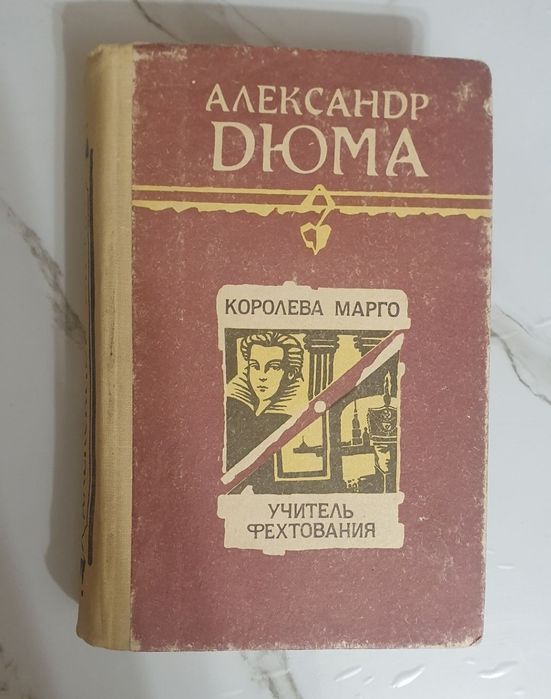 АЛЕКСАНДР
ДЮМА
КОРОЛЕВА МАРГО
УЧИТЕЛЬ
ФЕХТОВАНИЯ